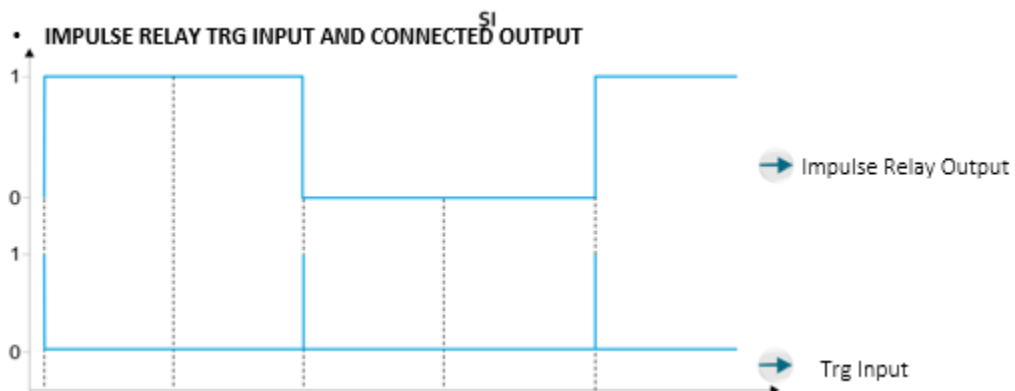 SI
• IMPULSE RELAY TRG INPUT AND CONNECTED OUTPUT
1
Impulse Relay Output
0
1
0
Trg Input